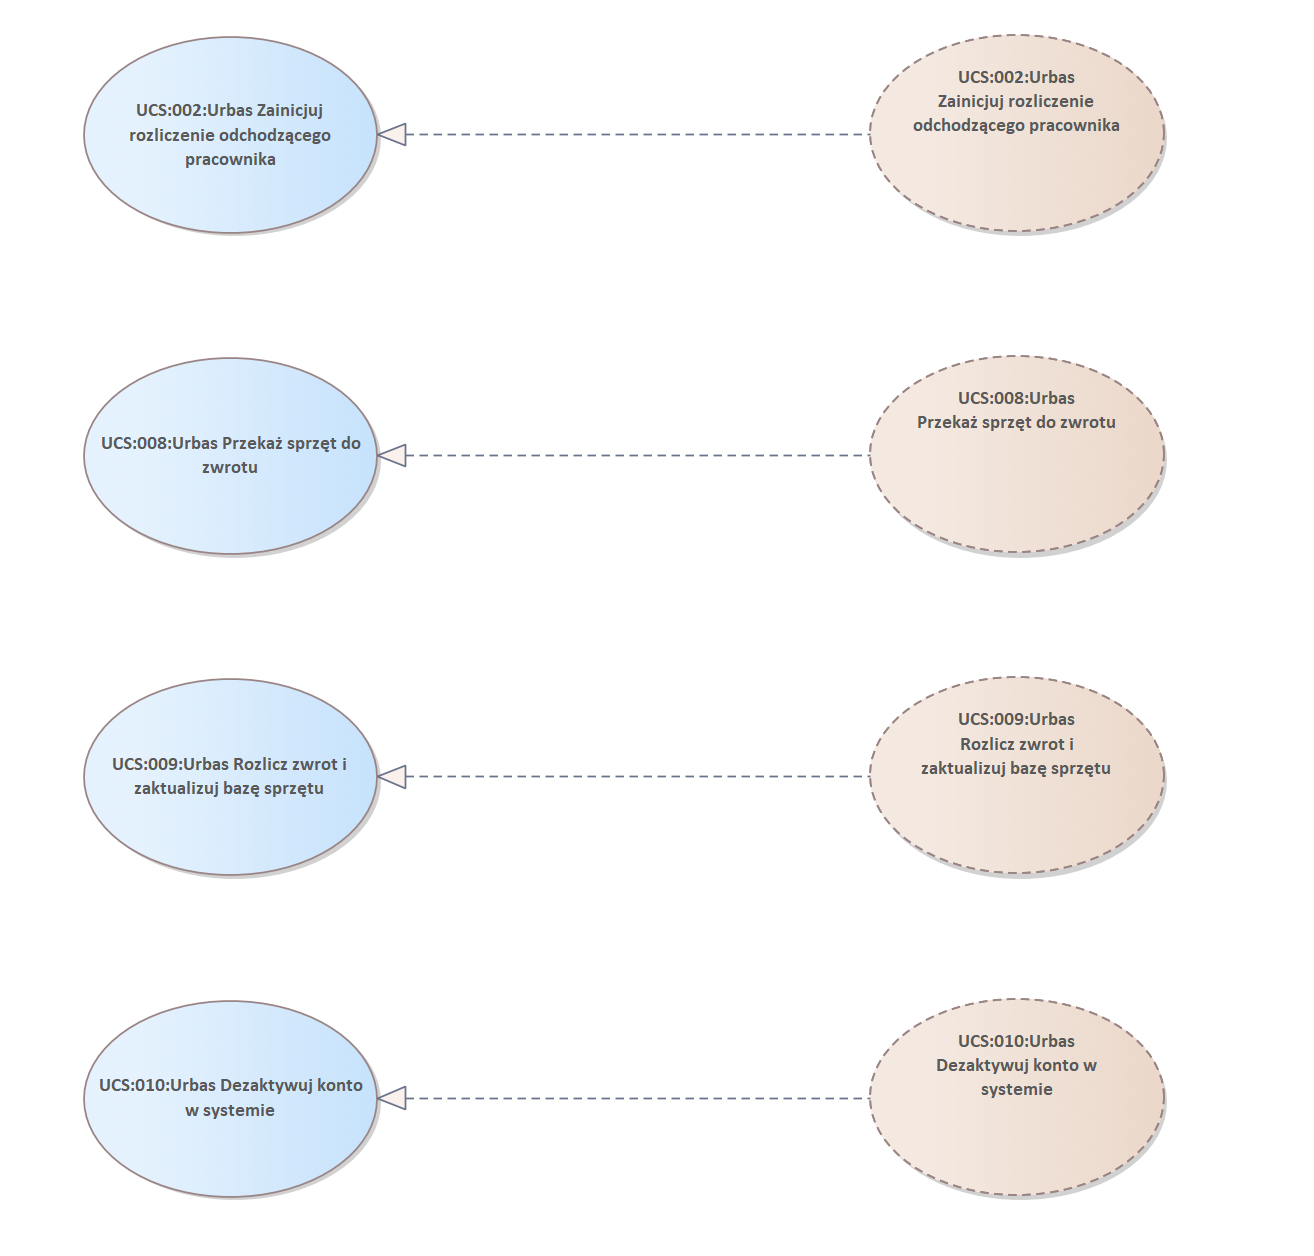 UCS:002:Urbas Zainicjuj
rozliczenie odchodzącego
pracownika
UCS:002:Urbas
Zainicjuj rozliczenie
odchodzącego pracownika
UCS:008:Urbas Przekaż sprzęt do
zwrotu
UCS:008:Urbas
Przekaż sprzęt do zwrotu
UCS:009:Urbas Rozlicz zwrot i
zaktualizuj bazę sprzętu
UCS:009:Urbas
Rozlicz zwrot i
zaktualizuj bazę sprzętu
UCS:010:Urbas Dezaktywuj konto
w systemie
UCS:010:Urbas
Dezaktywuj konto w
systemie